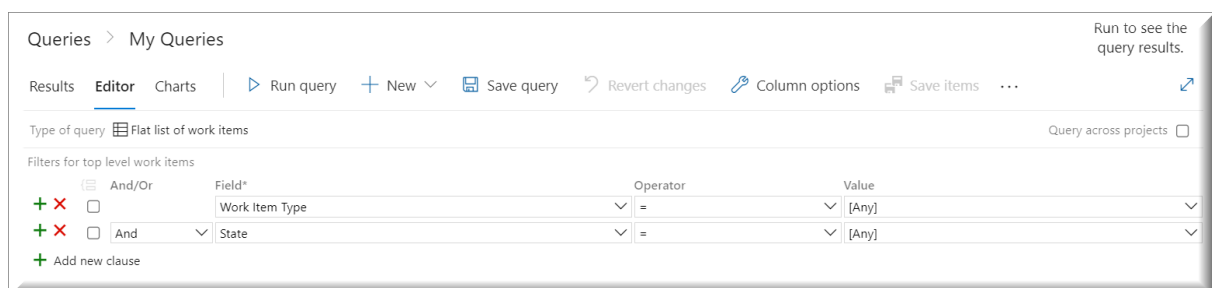 Queries > My Queries
Run to see the
query results.
Results Editor Charts Run query New Save query Revert changes Column options Save items ...
Type of query Flat list of work items Query across projects
Filters for top level work items
And/Or Field* Operator Value
Work Item Type = [Any]
And State = [Any]
Add new clause